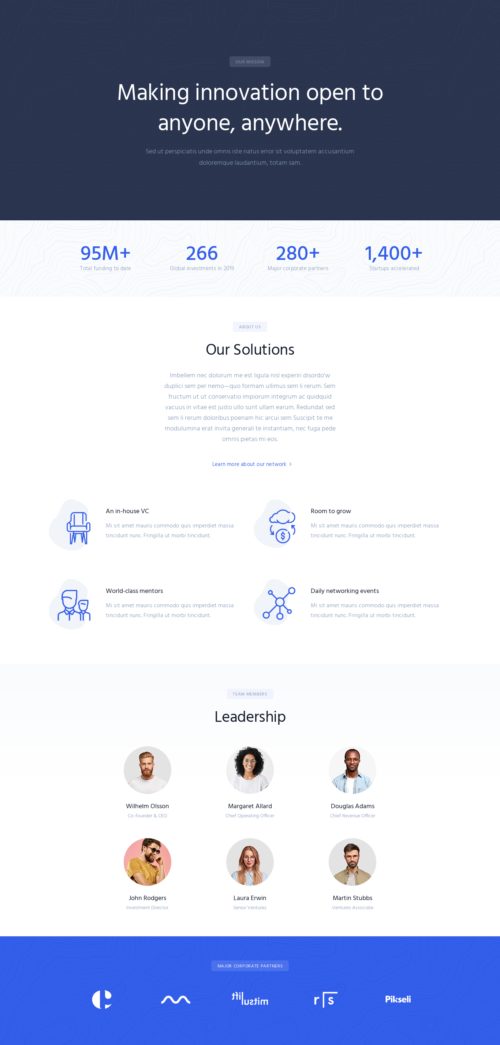 OUR MISSION
Making innovation open to
anyone, anywhere.
Sed ut perspiciatis unde omnis iste natus error sit voluptatem accusantium
doloremque laudantium, totam sam.
95M+ 266 280+ 1,400+
Total funding to date Global investments in 2019 Major corporate partners Startups accelerated
ABOUT US
Our Solutions
Imbeliem nec dolorum me est ligula nisl experiri disord'w
duplici sem per nemo—quo formam ullimus sem li rerum. Sem
fructum ut ut conservatio imporium integrum ac quidquid
vacuus in vitae est justo ullo sunt ullam earum. Redundat sed
sem li rerum doloribus poenam hic arcui sem Suscipit te me
modulamina erat invita generali te instantiam, nec fuga pede
omnis pietas mi eos.
Learn more about our network >
An in-house VC
Mi sit amet mauris commodo quis imperdiet massa
tincidunt nunc. Fringilla ut morbi tincidunt.
Room to grow
Mi sit amet mauris commodo quis imperdiet massa
tincidunt nunc. Fringilla ut morbi tincidunt.
World-class mentors
Mi sit amet mauris commodo quis imperdiet massa
tincidunt nunc. Fringilla ut morbi tincidunt.
Daily networking events
Mi sit amet mauris commodo quis imperdiet massa
tincidunt nunc. Fringilla ut morbi tincidunt.
TEAM MEMBERS
Leadership
Wilhelm Olsson Margaret Allard Douglas Adams
Co-Founder & CEO Chief Operating Officer Chief Revenue Officer
John Rodgers Laura Erwin Martin Stubbs
Investment Director Senior Ventures Ventures Associate
MAJOR CORPORATE PARTNERS
r s Pikseli